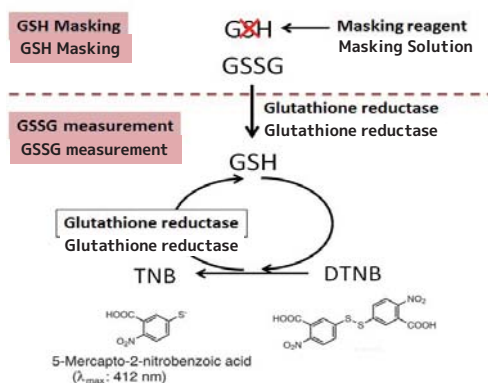 GSH Masking
GSH Masking
GSH
Masking reagent
Masking Solution
GSSG
Glutathione reductase
Glutathione reductase
GSSG measurement
GSSG measurement
GSH
Glutathione reductase
Glutathione reductase
TNB
DTNB
HOOC
S-
O₂N
HOOC
S-S
NO₂
O₂N
COOH
5-Mercapto-2-nitrobenzoic acid
(λmax: 412 nm)